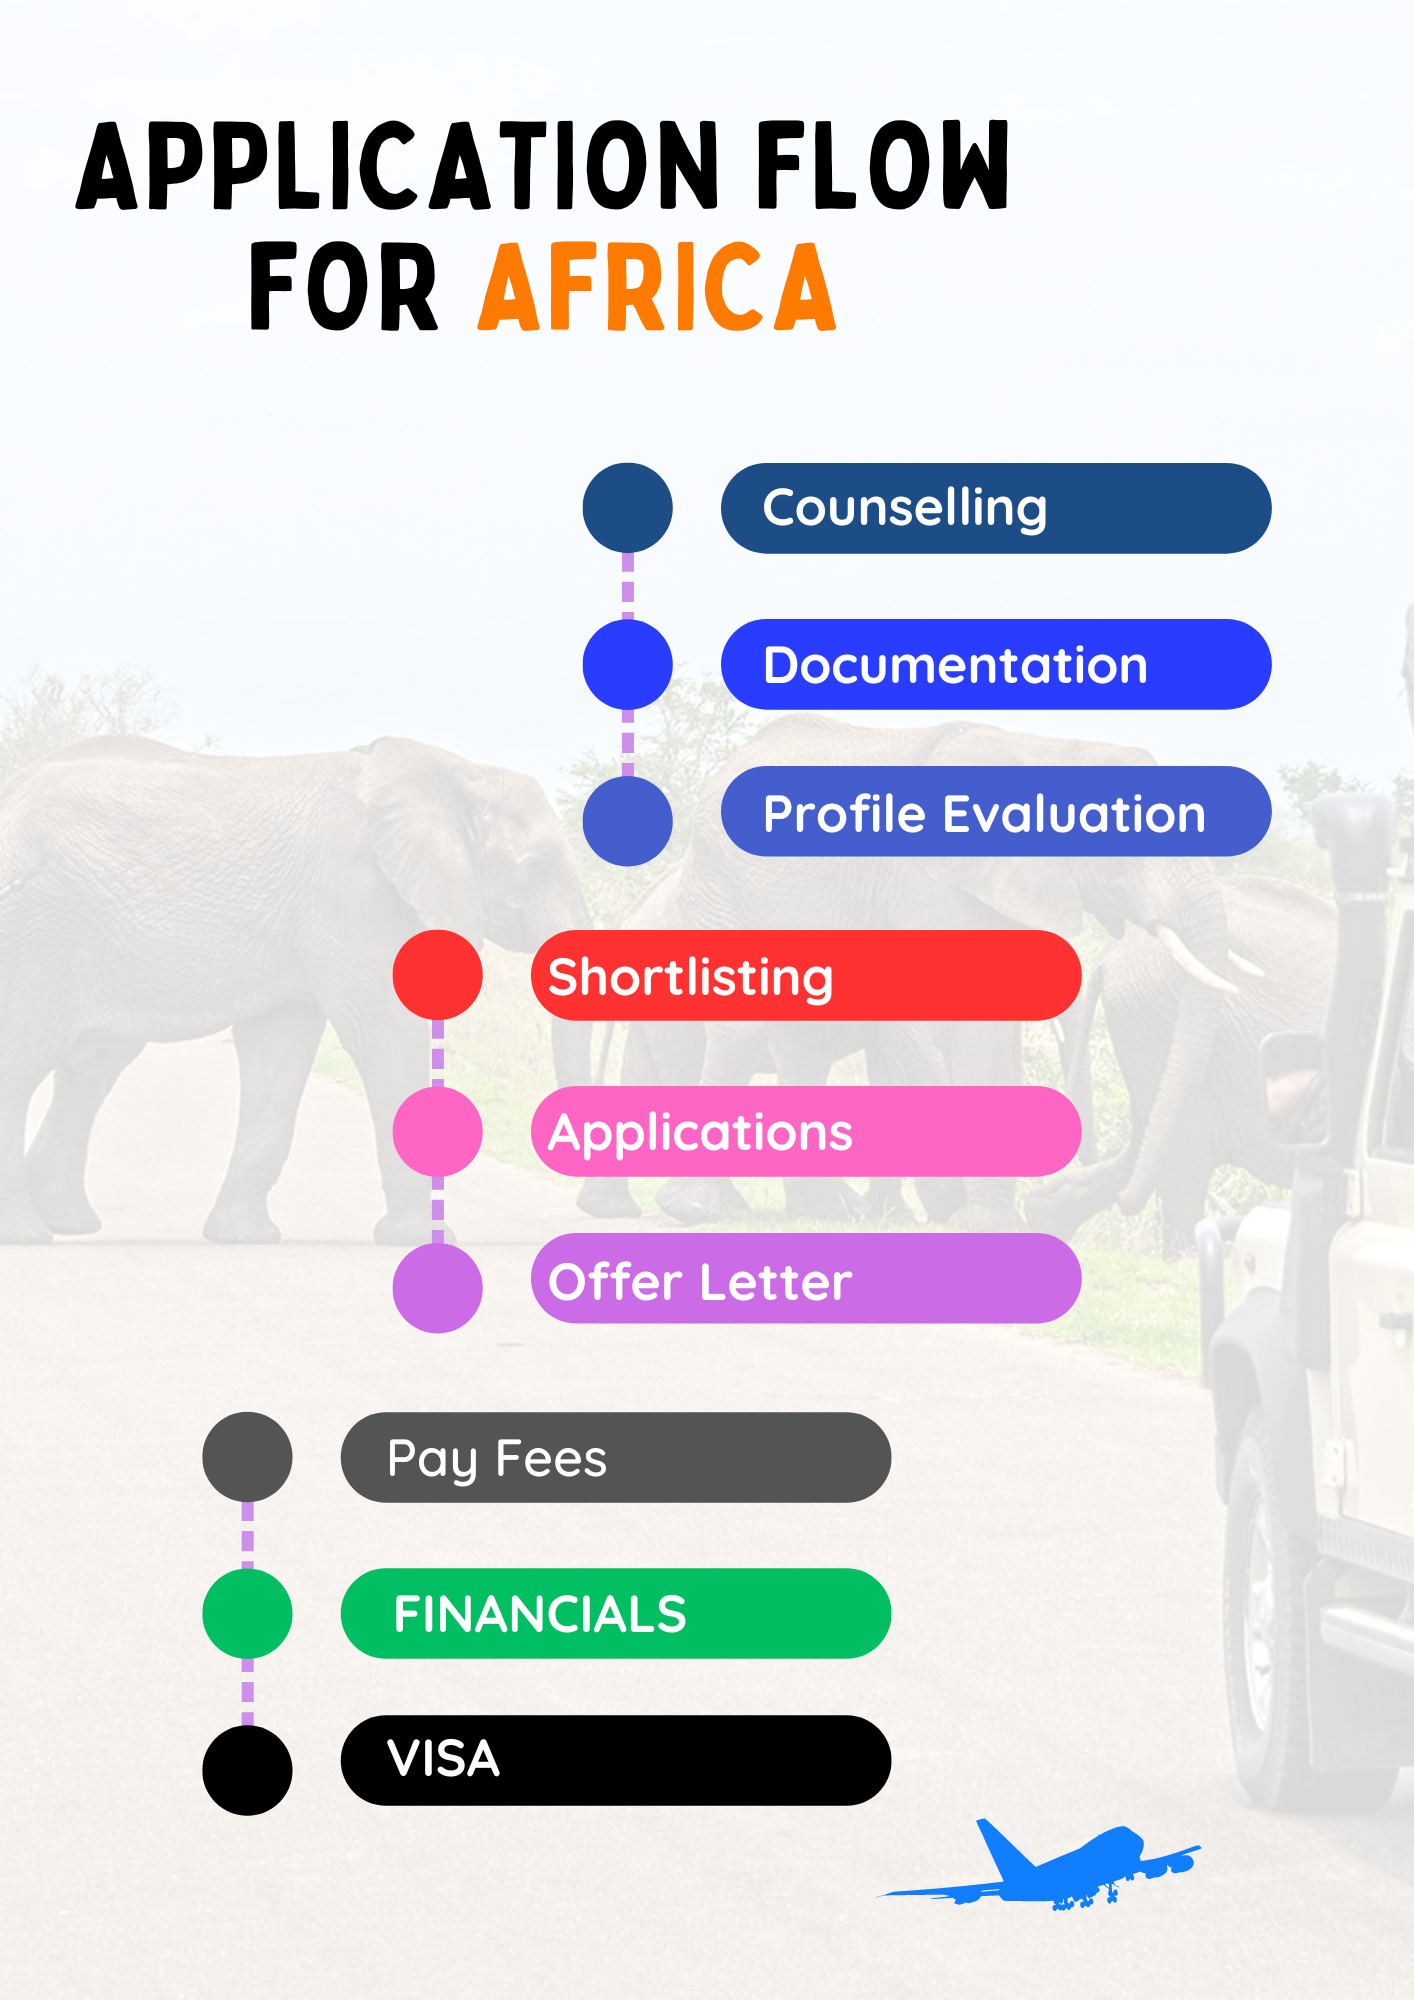 APPLICATION FLOW
FOR AFRICA
Counselling
Documentation
Profile Evaluation
Shortlisting
Applications
Offer Letter
Pay Fees
FINANCIALS
VISA